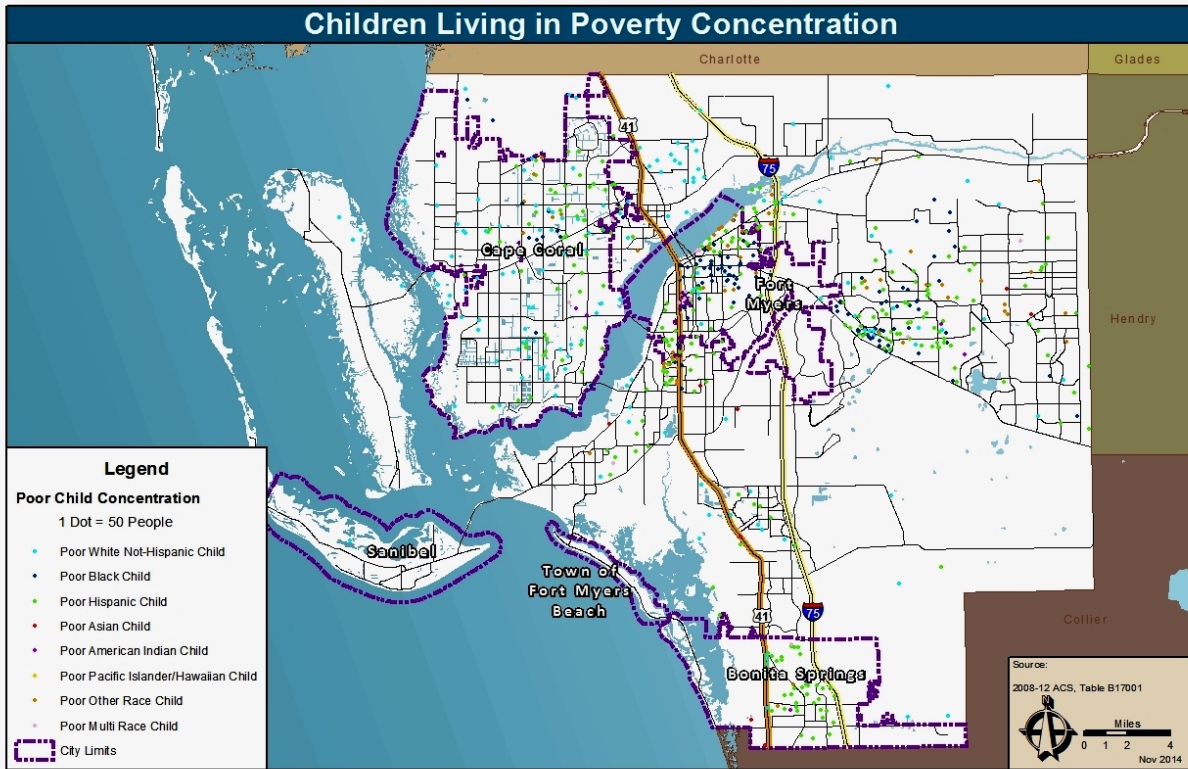 Children Living in Poverty Concentration
Charlotte
Glades
41
75
Cape Coral
Fort
Myers
Hendry
Legend
Poor Child Concentration
1 Dot = 50 People
Poor White Not-Hispanic Child
Poor Black Child
Poor Hispanic Child
Poor Asian Child
Poor American Indian Child
Poor Pacific Islander/Hawaiian Child
Poor Other Race Child
Poor Multi Race Child
City Limits
Sanibel
Town of
Fort Myers
Beach
41
75
Collier
Bonita Springs
Source:
2008-12 ACS, Table B17001
N
Miles
0 1 2 4
Nov 2014